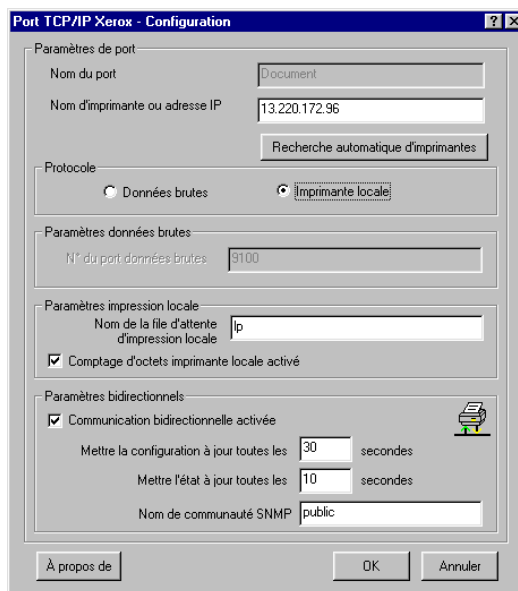 Port TCP/IP Xerox - Configuration
Paramètres de port
Nom du port
Document
Nom d'imprimante ou adresse IP
13.220.172.96
Recherche automatique d'imprimantes
Protocole
Données brutes
Imprimante locale
Paramètres données brutes
N° du port données brutes
9100
Paramètres impression locale
Nom de la file d'attente
d'impression locale
lp
Comptage d'octets imprimante locale activé
Paramètres bidirectionnels
Communication bidirectionnelle activée
Mettre la configuration à jour toutes les 30 secondes
Mettre l'état à jour toutes les 10 secondes
Nom de communauté SNMP public
À propos de
OK
Annuler